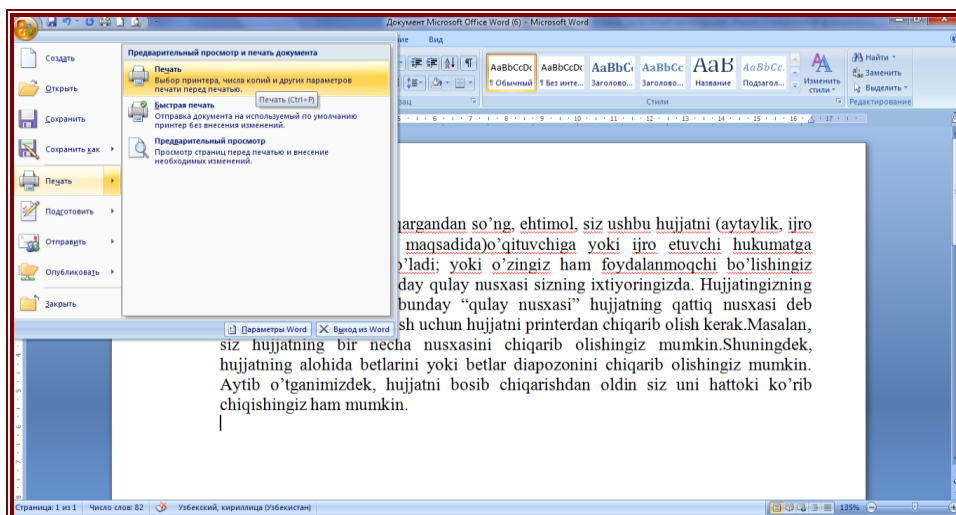 Документ Microsoft Office Word (6) - Microsoft Word
Вид
Создать
Открыть
Сохранить
Сохранить как
Печать
Подготовить
Отправить
Опубликовать
Закрыть
Предварительный просмотр и печать документа
Печать
Выбор принтера, числа копий и других параметров
печати перед печатью.
Печать (Ctrl+P)
Быстрая печать
Отправка документа на используемый по умолчанию
принтер без внесения изменений.
Предварительный просмотр
Просмотр страниц перед печатью и внесение
необходимых изменений.
Параметры Word
Выход из Word
AaBbCcDc AaBbCcDc AaBbC AaBbCc AaB AaBbCc.
¶ Обычный ¶ Без инте... Заголово... Заголово... Название Подзагол...
Изменить
стили
Найти
Заменить
Выделить
Стили
Редактирование
qargandan so’ng, ehtimol, siz ushbu hujjatni (aytaylik, ijro
maqsadida)o’qituvchiga yoki ijro etuvchi hukumatga
yoki o’zingiz ham foydalanmoqchi bo’lishingiz
day qulay nusxasi sizning ixtiyoringizda. Hujjatingizning
bunday “qulay nusxasi” hujjatning qattiq nusxasi deb
sh uchun hujjatni printerdan chiqarib olish kerak.Masalan,
siz hujjatning bir necha nusxasini chiqarib olishingiz mumkin.Shuningdek,
hujjatning alohida betlarini yoki betlar diapozonini chiqarib olishingiz mumkin.
Aytib o’tganimizdek, hujjatni bosib chiqarishdan oldin siz uni hattoki ko’rib
chiqishingiz ham mumkin.
Страница: 1 из 1 Число слов: 82 Узбекский, кириллица (Узбекистан) 135%